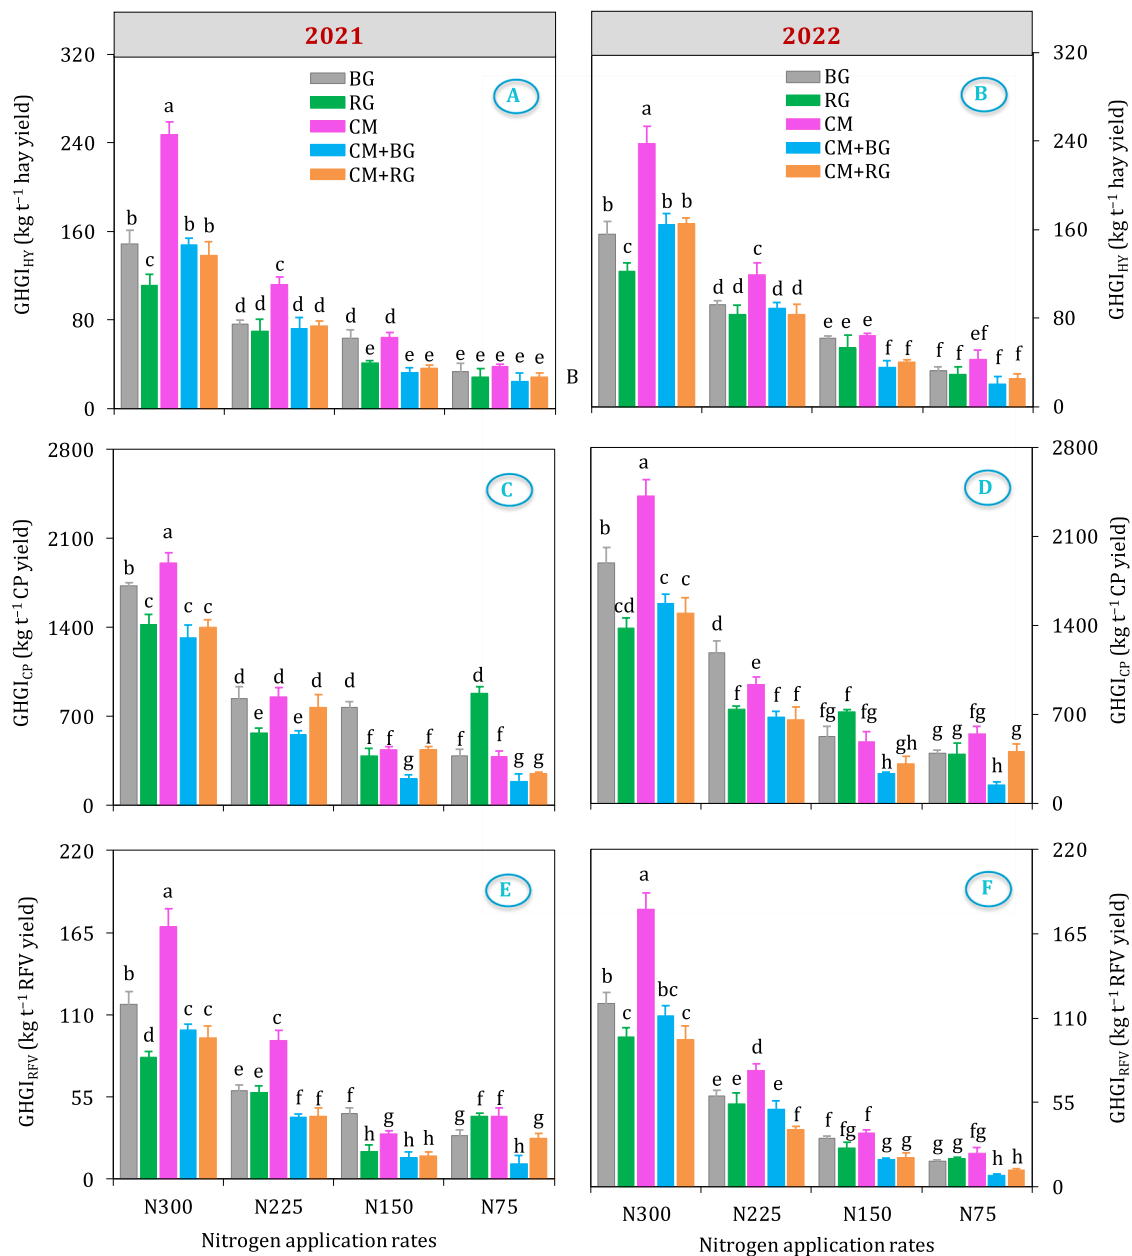 2021
2022
320
240
160
80
0
GHGI_HY (kg t⁻¹ hay yield)
BG
RG
CM
CM+BG
CM+RG
A
b c a b b
d d c d d
d e d e e
e e e e e
B
320
240
160
80
0
GHGI_HY (kg t⁻¹ hay yield)
BG
RG
CM
CM+BG
CM+RG
B
b c a b b
d d c d d
e e e f f
f f ef f f
2800
2100
1400
700
0
GHGI_CP (kg t⁻¹ CP yield)
C
b c a c c
d e d e d
d f f g f
f d f g g
2800
2100
1400
700
0
GHGI_CP (kg t⁻¹ CP yield)
D
b cd a c c
d f e f f
fg f fg h gh
g g fg h g
220
165
110
55
0
GHGI_RFV (kg t⁻¹ RFV yield)
E
b d a c c
e e c f f
f h g h h
g f f h g
220
165
110
55
0
GHGI_RFV (kg t⁻¹ RFV yield)
F
b c a bc c
e e d e f
f fg f g g
g g fg h h
N300 N225 N150 N75
Nitrogen application rates
N300 N225 N150 N75
Nitrogen application rates